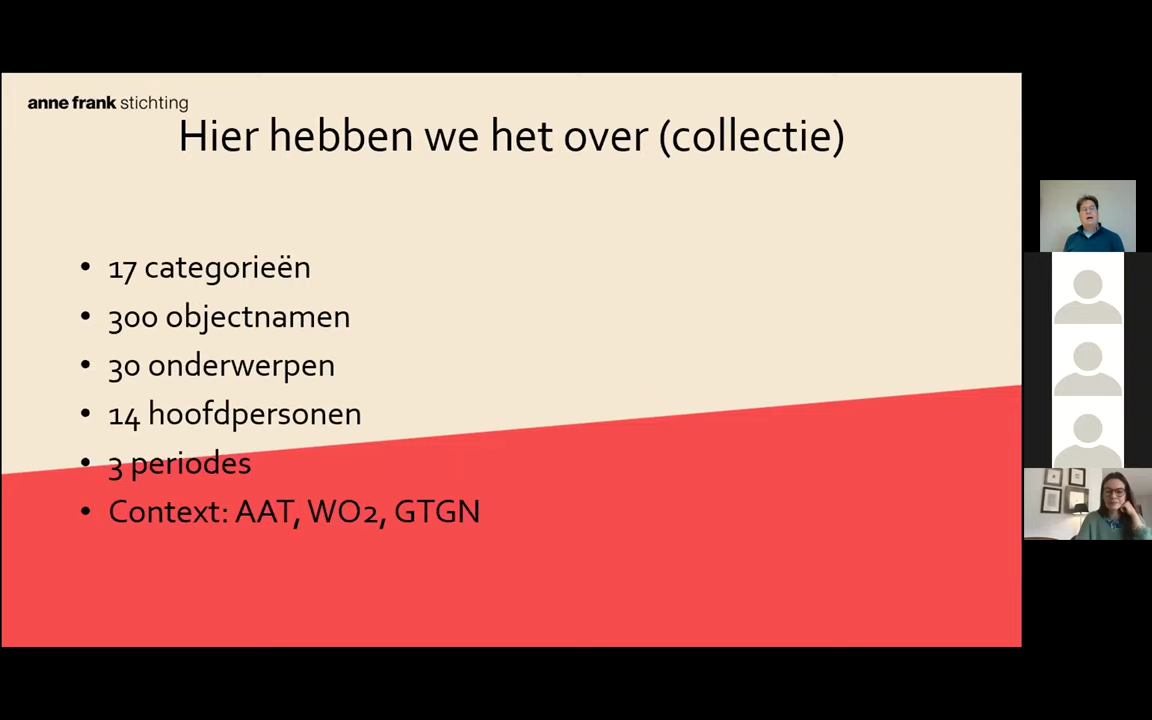 anne frank stichting
Hier hebben we het over (collectie)
• 17 categorieën
• 300 objectnamen
• 30 onderwerpen
• 14 hoofdpersonen
• 3 periodes
• Context: AAT, WO2, GTGN